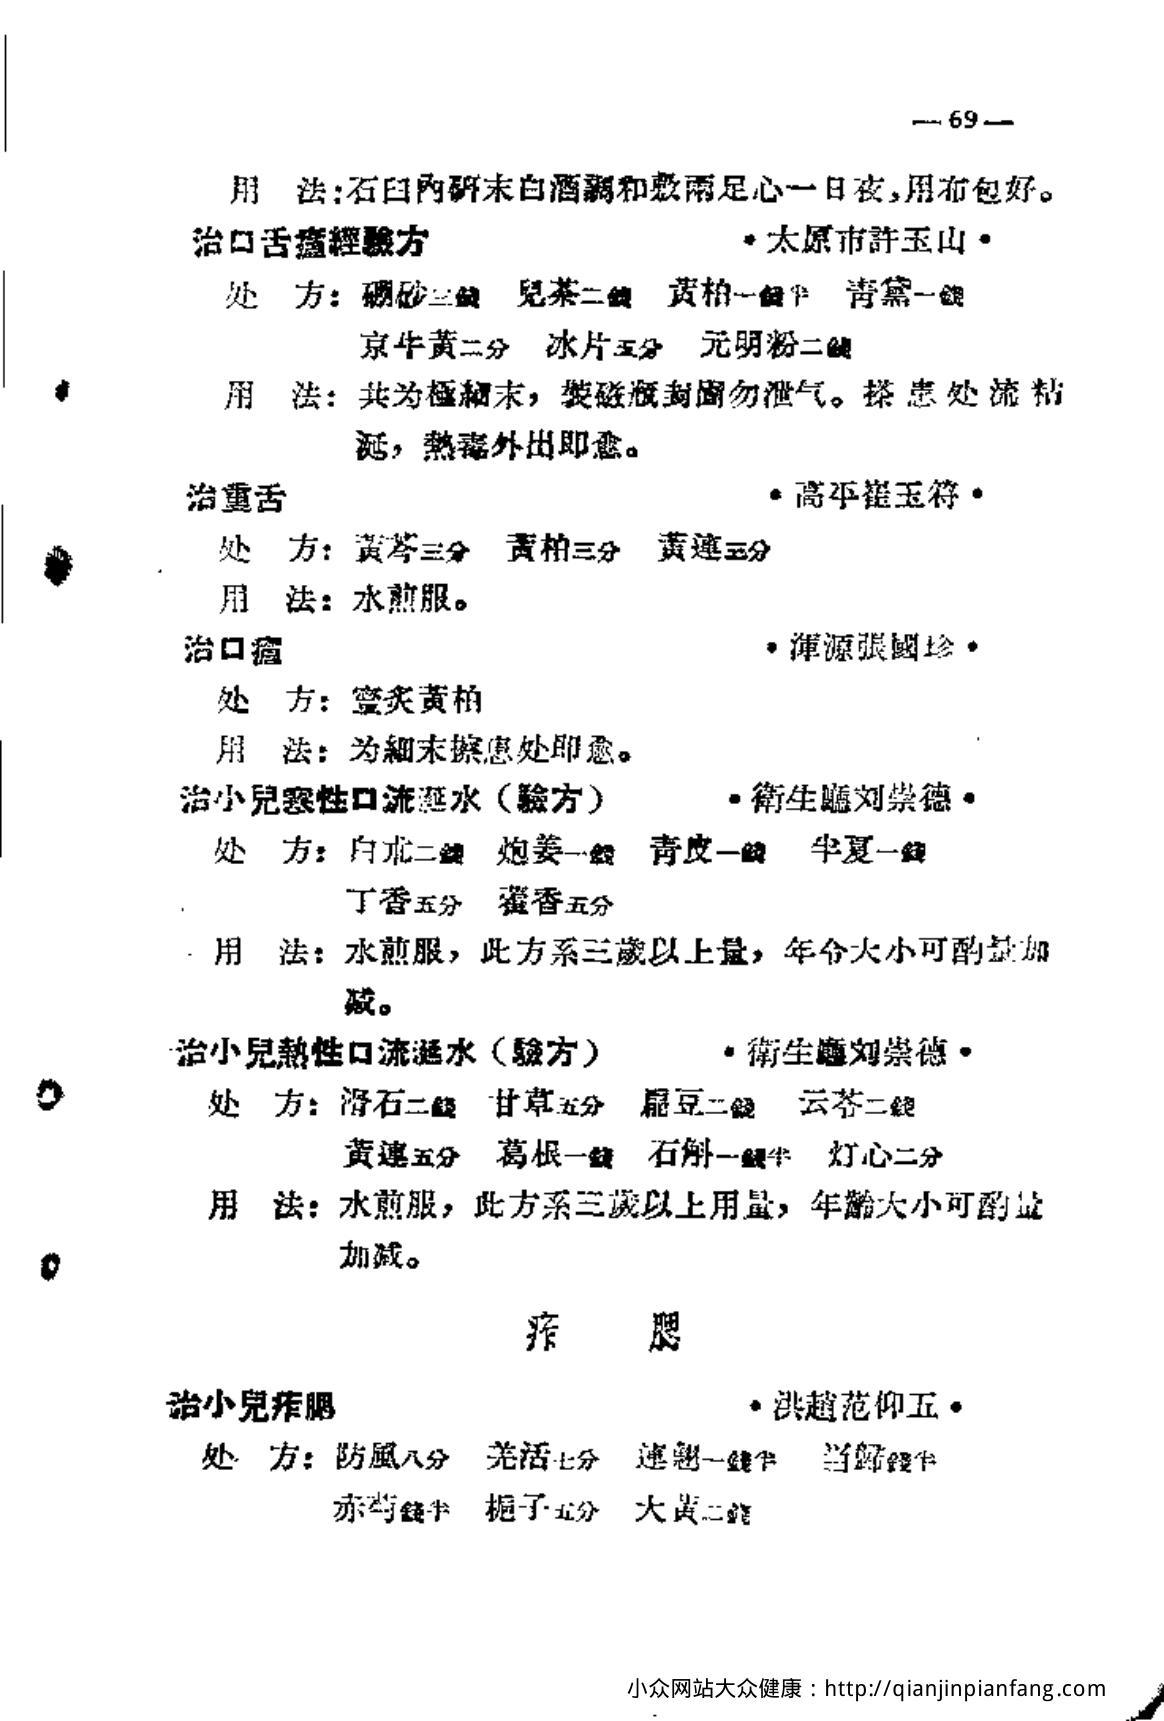 — 69 —
用 法:石臼內研末白酒調和敷兩足心一日夜,用布包好。
治口舌瘡經驗方 •太原市許玉山•
处 方: 硼砂三錢 兒茶二錢 黃柏一錢半 青黛一錢
京牛黃二分 冰片五分 元明粉二錢
用 法: 共为極細末，裝磁瓶封固勿泄气。搽患处流粘
涎，熱毒外出即愈。
治重舌 •高平崔玉符•
处 方: 黃芩三分 黃柏三分 黃連三分
用 法: 水煎服。
治口瘡 •渾源張國珍•
处 方: 蜜炙黃柏
用 法: 为細末擦患处即愈。
治小兒寒性口流涎水（驗方） •衛生廳刘崇德•
处 方: 白朮二錢 炮姜一錢 青皮一錢 半夏一錢
丁香五分 藿香五分
用 法: 水煎服，此方系三歲以上量，年令大小可酌量加
减。
治小兒熱性口流涎水（驗方） •衛生廳刘崇德•
处 方: 滑石二錢 甘草五分 扁豆二錢 云苓二錢
黃連五分 葛根一錢 石斛一錢半 灯心二分
用 法: 水煎服，此方系三歲以上用量，年齡大小可酌量
加减。
痄 腮
治小兒痄腮 •洪趙范仰五•
处 方: 防風八分 羌活七分 連翹一錢半 当歸錢半
赤芍錢半 梔子五分 大黃二錢
小众网站大众健康：http://qianjinpianfang.com